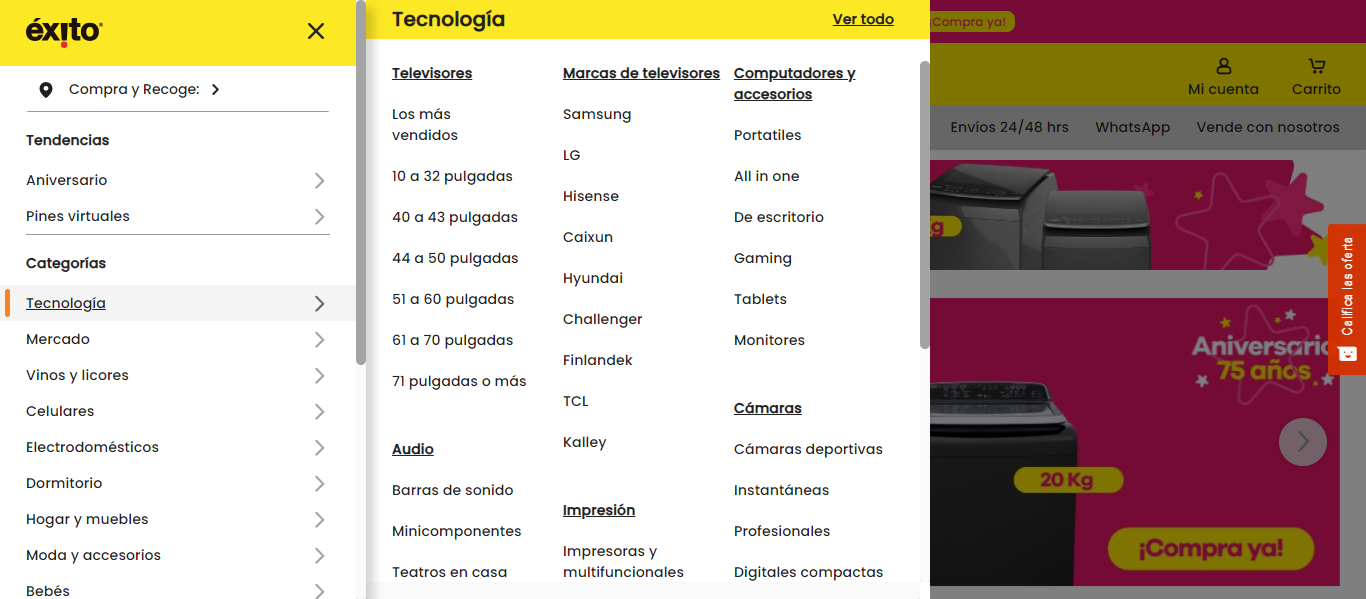 éxito
Compra y Recoge:
Tendencias
Aniversario
Pines virtuales
Categorías
Tecnología
Mercado
Vinos y licores
Celulares
Electrodomésticos
Dormitorio
Hogar y muebles
Moda y accesorios
Bebés
Tecnología
Ver todo
Televisores
Los más
vendidos
10 a 32 pulgadas
40 a 43 pulgadas
44 a 50 pulgadas
51 a 60 pulgadas
61 a 70 pulgadas
71 pulgadas o más
Audio
Barras de sonido
Minicomponentes
Teatros en casa
Marcas de televisores
Samsung
LG
Hisense
Caixun
Hyundai
Challenger
Finlandek
TCL
Kalley
Impresión
Impresoras y
multifuncionales
Computadores y
accesorios
Portatiles
All in one
De escritorio
Gaming
Tablets
Monitores
Cámaras
Cámaras deportivas
Instantáneas
Profesionales
Digitales compactas
¡Compra ya!
Mi cuenta
Carrito
Envíos 24/48 hrs
WhatsApp
Vende con nosotros
Aniversario
75 años
20 Kg
¡Compra ya!
Califica las oferta